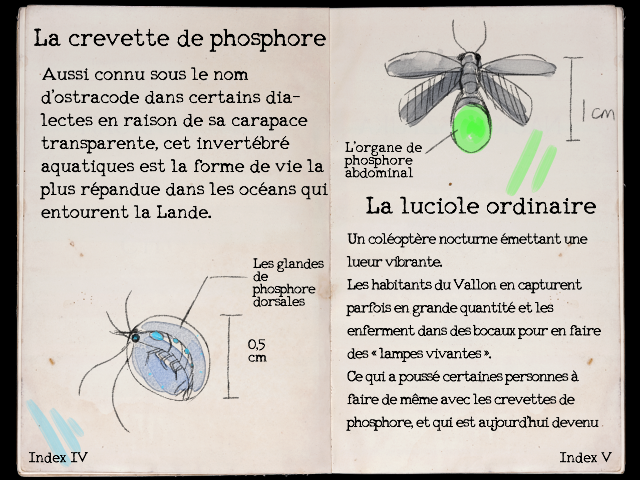 La crevette de phosphore
Aussi connu sous le nom
d'ostracode dans certains dia-
lectes en raison de sa carapace
transparente, cet invertébré
aquatiques est la forme de vie la
plus répandue dans les océans qui
entourent la Lande.
Les glandes
de
phosphore
dorsales
0,5
cm
Index IV
1 cm
L'organe de
phosphore
abdominal
La luciole ordinaire
Un coléoptère nocturne émettant une
lueur vibrante.
Les habitants du Vallon en capturent
parfois en grande quantité et les
enferment dans des bocaux pour en faire
des « lampes vivantes ».
Ce qui a poussé certaines personnes à
faire de même avec les crevettes de
phosphore, et qui est aujourd'hui devenu
Index V